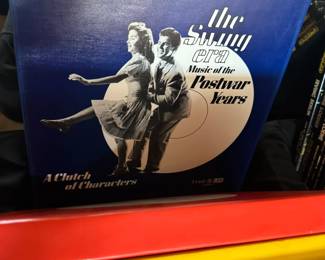 the
Swing
era
Music of the
Postwar
Years
A Clutch
of Characters